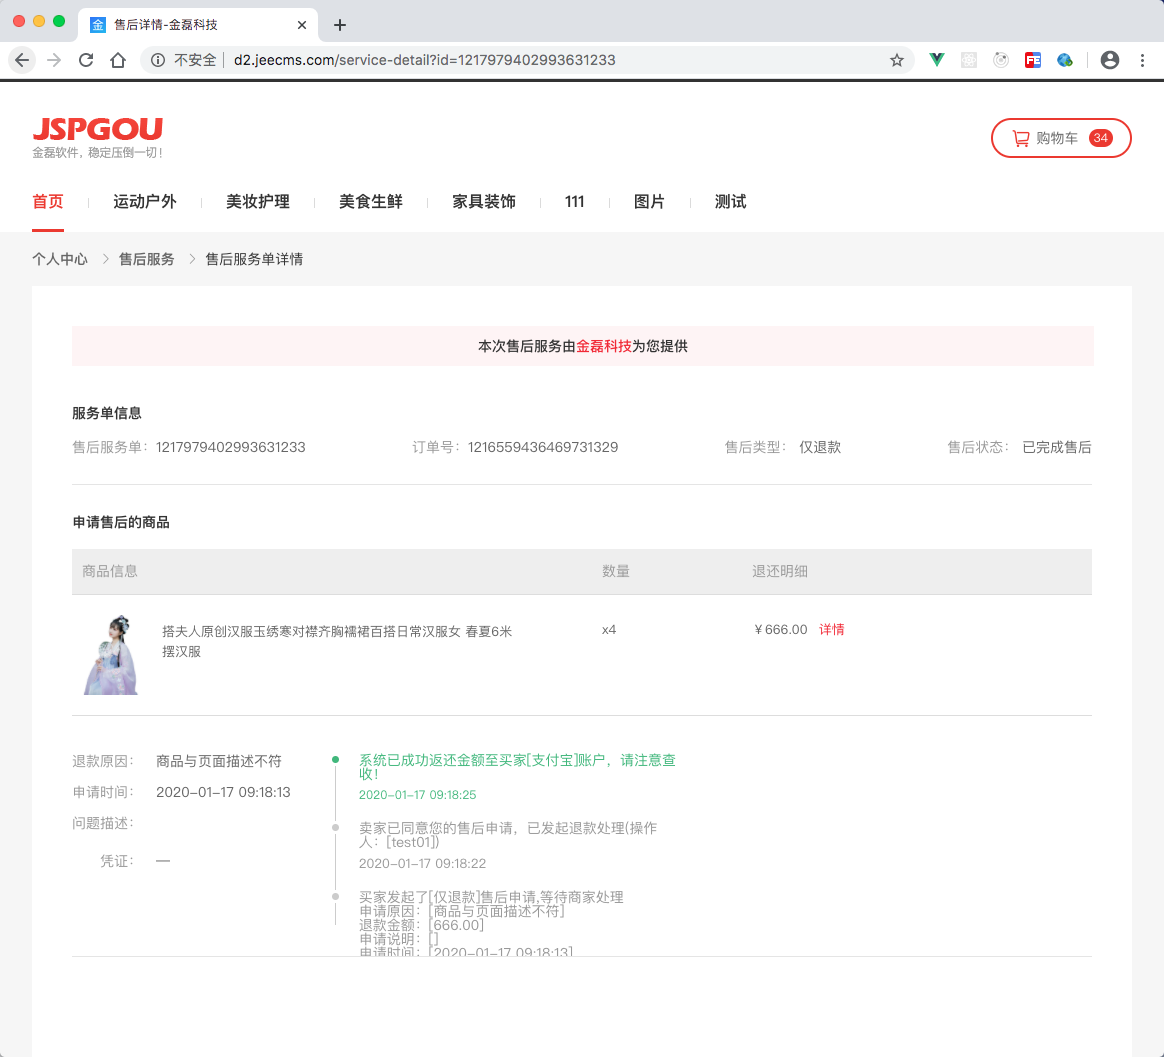 金 售后详情-金磊科技
不安全 d2.jeecms.com/service-detail?id=1217979402993631233
FE
JSPGOU
金磊软件，稳定压倒一切！
购物车 34
首页 运动户外 美妆护理 美食生鲜 家具装饰 111 图片 测试
个人中心 售后服务 售后服务单详情
本次售后服务由金磊科技为您提供
服务单信息
售后服务单：1217979402993631233 订单号：1216559436469731329 售后类型： 仅退款 售后状态： 已完成售后
申请售后的商品
商品信息 数量 退还明细
搭夫人原创汉服玉绣寒对襟齐胸襦裙百搭日常汉服女 春夏6米 x4 ￥666.00 详情
摆汉服
退款原因： 商品与页面描述不符
申请时间： 2020-01-17 09:18:13
问题描述：
凭证： —
系统已成功返还金额至买家[支付宝]账户，请注意查
收！
2020-01-17 09:18:25
卖家已同意您的售后申请，已发起退款处理(操作
人：[test01])
2020-01-17 09:18:22
买家发起了[仅退款]售后申请,等待商家处理
申请原因：[商品与页面描述不符]
退款金额：[666.00]
申请说明：[]
申请时间：[2020-01-17 09:18:13]